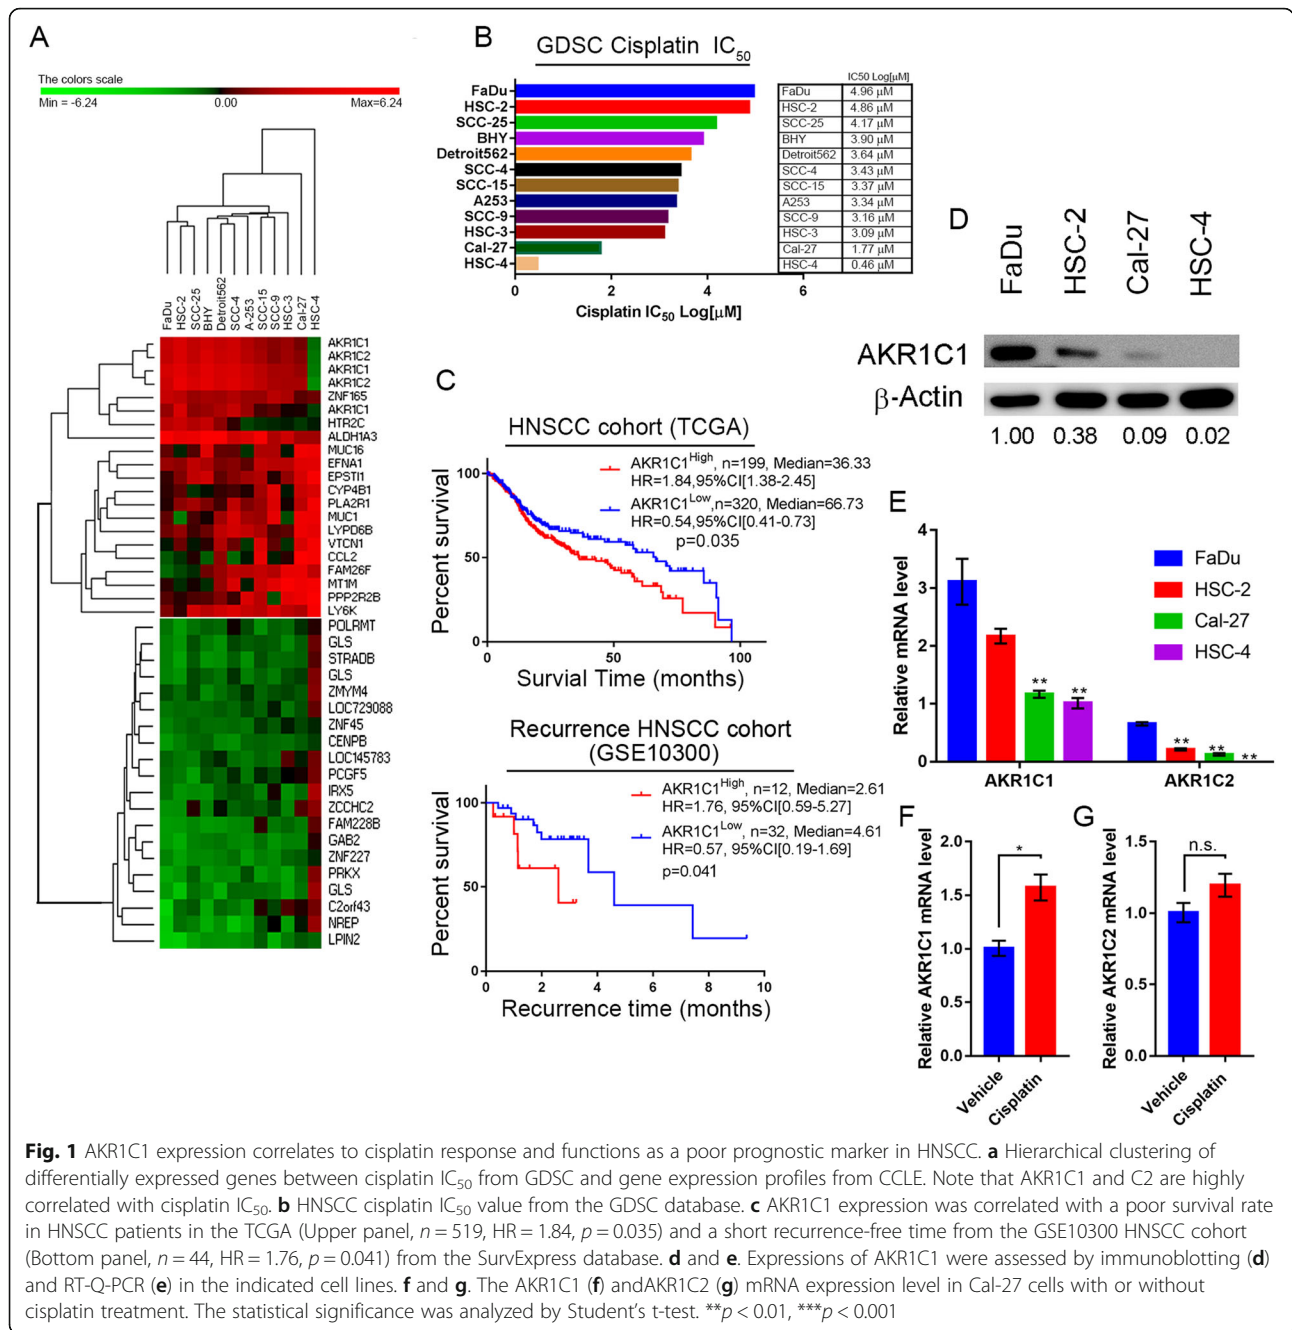 A
The colors scale
Min = -6.24
0.00
Max=6.24
FaDu
HSC-2
SCC-25
BHY
Detroit562
SCC-4
A-253
SCC-15
SCC-9
HSC-3
Cal-27
HSC-4
AKR1C1
AKR1C2
AKR1C1
AKR1C2
ZNF165
AKR1C1
HTR2C
ALDH1A3
MUC16
EFNA1
EPSTI1
CYP4B1
PLA2R1
MUC1
LYPD6B
VTCN1
CCL2
FAM26F
MT1M
PPP2R2B
LY6K
POLRMT
GLS
STRADB
GLS
ZMYM4
LOC729088
ZNF45
CENPB
LOC145783
PCGF5
IRX5
ZCCHC2
FAM228B
GAB2
ZNF227
PRKX
GLS
C2orf43
NREP
LPIN2
B
GDSC Cisplatin IC50
FaDu
HSC-2
SCC-25
BHY
Detroit562
SCC-4
SCC-15
A253
SCC-9
HSC-3
Cal-27
HSC-4
0 2 4 6
Cisplatin IC50 Log[μM]
IC50 Log[μM]
FaDu 4.96 μM
HSC-2 4.86 μM
SCC-25 4.17 μM
BHY 3.90 μM
Detroit562 3.64 μM
SCC-4 3.43 μM
SCC-15 3.37 μM
A253 3.34 μM
SCC-9 3.16 μM
HSC-3 3.09 μM
Cal-27 1.77 μM
HSC-4 0.46 μM
C
HNSCC cohort (TCGA)
Percent survival
100
50
0
0 50 100
Survial Time (months)
AKR1C1High, n=199, Median=36.33
HR=1.84,95%CI[1.38-2.45]
AKR1C1Low,n=320, Median=66.73
HR=0.54,95%CI[0.41-0.73]
p=0.035
Recurrence HNSCC cohort
(GSE10300)
Percent survival
100
50
0
0 2 4 6 8 10
Recurrence time (months)
AKR1C1High, n=12, Median=2.61
HR=1.76, 95%CI[0.59-5.27]
AKR1C1Low, n=32, Median=4.61
HR=0.57, 95%CI[0.19-1.69]
p=0.041
D
FaDu
HSC-2
Cal-27
HSC-4
AKR1C1
β-Actin
1.00 0.38 0.09 0.02
E
Relative mRNA level
4
3
2
1
0
** **
** ** **
AKR1C1 AKR1C2
FaDu
HSC-2
Cal-27
HSC-4
F
Relative AKR1C1 mRNA level
2.0
1.5
1.0
0.5
0.0
*
Vehicle
Cisplatin
G
Relative AKR1C2 mRNA level
1.5
1.0
0.5
0.0
n.s.
Vehicle
Cisplatin
Fig. 1 AKR1C1 expression correlates to cisplatin response and functions as a poor prognostic marker in HNSCC. a Hierarchical clustering of
differentially expressed genes between cisplatin IC50 from GDSC and gene expression profiles from CCLE. Note that AKR1C1 and C2 are highly
correlated with cisplatin IC50. b HNSCC cisplatin IC50 value from the GDSC database. c AKR1C1 expression was correlated with a poor survival rate
in HNSCC patients in the TCGA (Upper panel, n = 519, HR = 1.84, p = 0.035) and a short recurrence-free time from the GSE10300 HNSCC cohort
(Bottom panel, n = 44, HR = 1.76, p = 0.041) from the SurvExpress database. d and e. Expressions of AKR1C1 were assessed by immunoblotting (d)
and RT-Q-PCR (e) in the indicated cell lines. f and g. The AKR1C1 (f) andAKR1C2 (g) mRNA expression level in Cal-27 cells with or without
cisplatin treatment. The statistical significance was analyzed by Student's t-test. **p < 0.01, ***p < 0.001